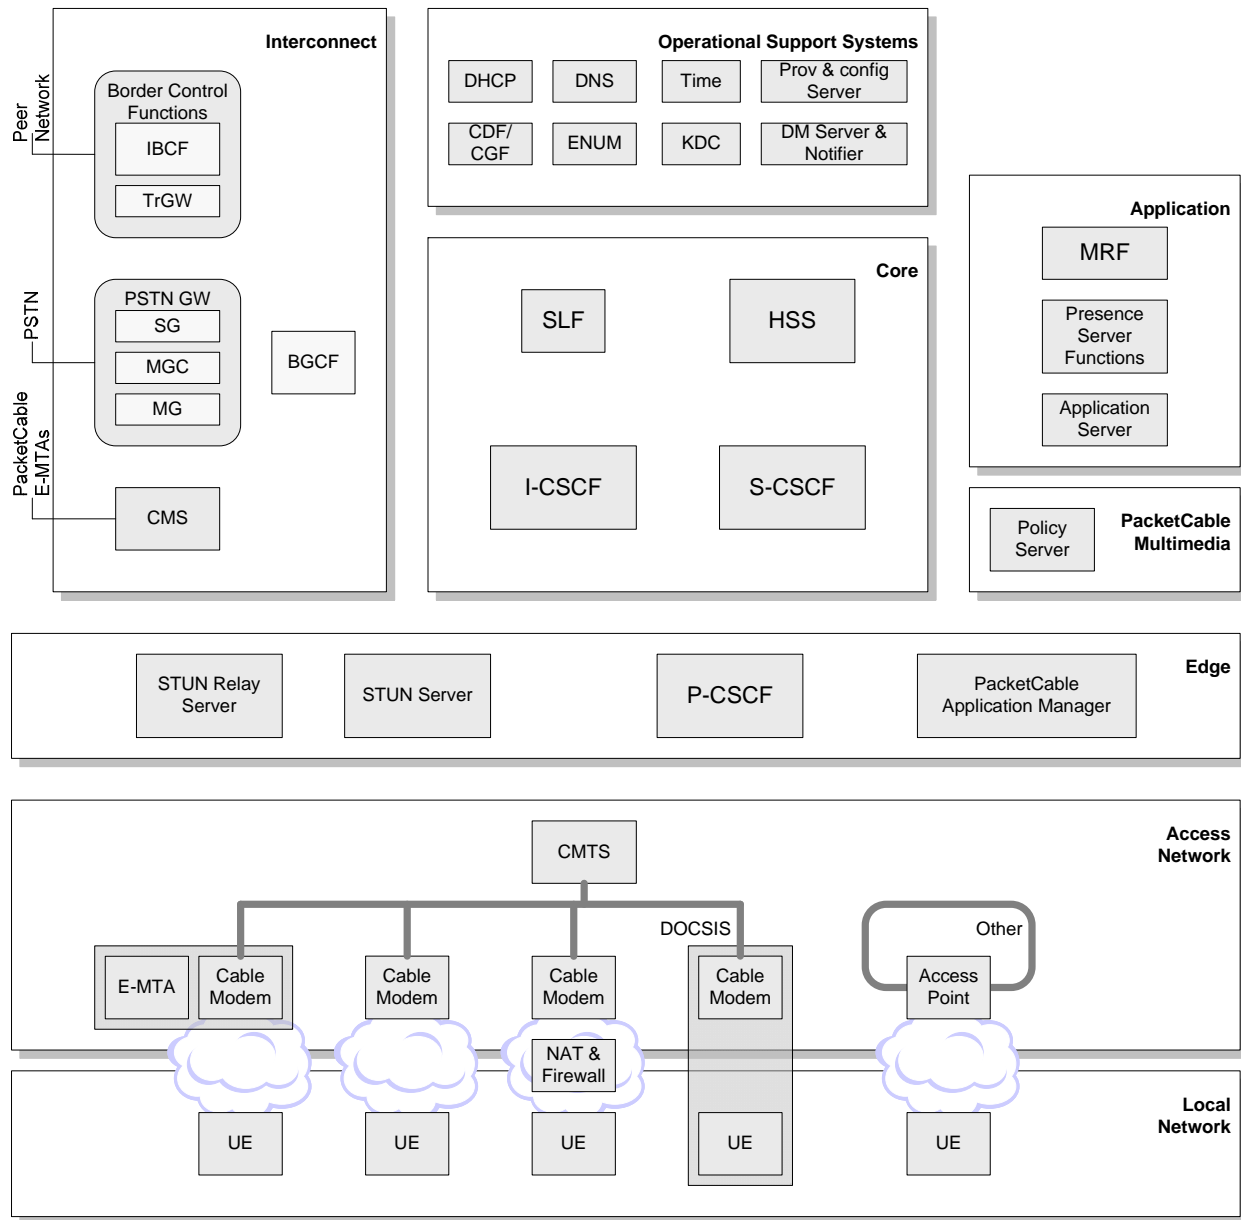 Interconnect
Peer
Network
Border Control
Functions
IBCF
TrGW
PSTN
PSTN GW
SG
MGC
MG
BGCF
PacketCable
E-MTAs
CMS
Operational Support Systems
DHCP
DNS
Time
Prov & config
Server
CDF/
CGF
ENUM
KDC
DM Server &
Notifier
Core
SLF
HSS
I-CSCF
S-CSCF
Application
MRF
Presence
Server
Functions
Application
Server
PacketCable
Multimedia
Policy
Server
Edge
STUN Relay
Server
STUN Server
P-CSCF
PacketCable
Application Manager
Access
Network
CMTS
DOCSIS
Other
E-MTA
Cable
Modem
Cable
Modem
Cable
Modem
Cable
Modem
Access
Point
NAT &
Firewall
Local
Network
UE
UE
UE
UE
UE